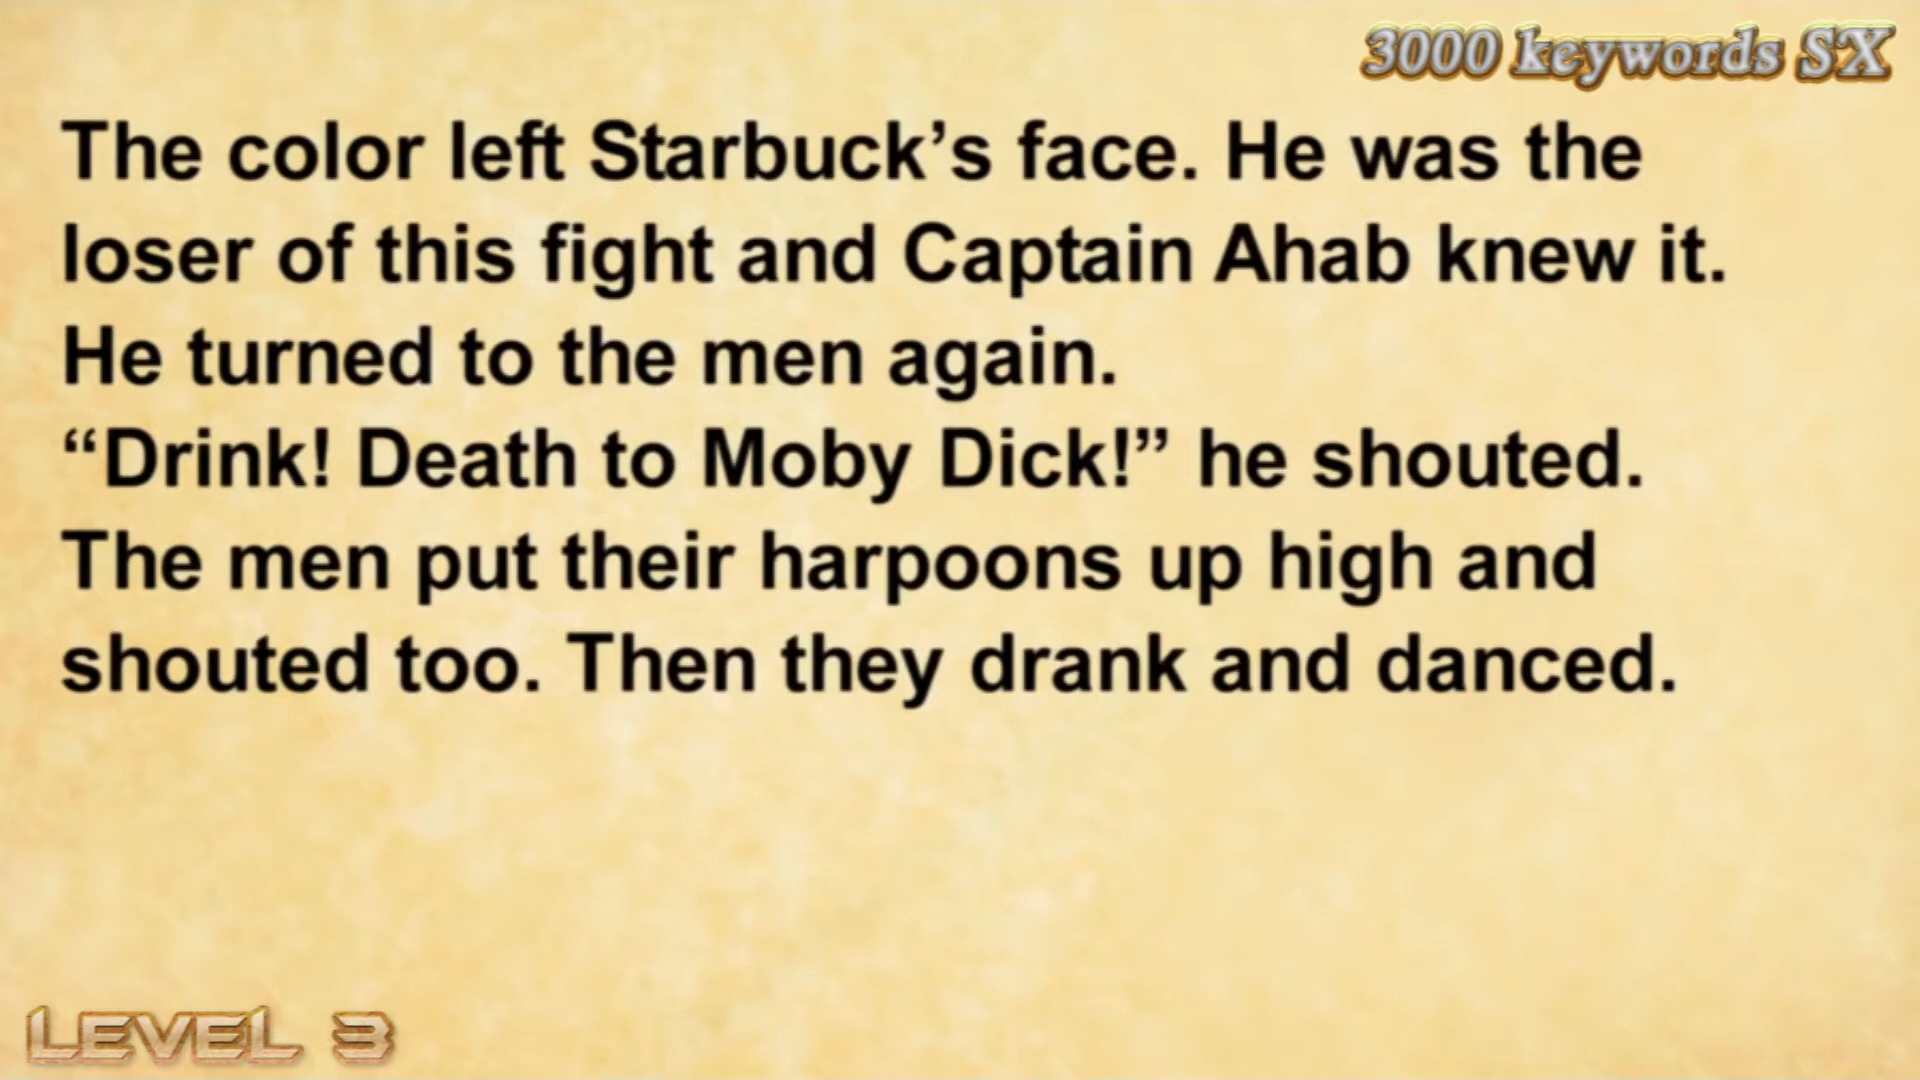 3000 keywords SX
The color left Starbuck’s face. He was the
loser of this fight and Captain Ahab knew it.
He turned to the men again.
“Drink! Death to Moby Dick!” he shouted.
The men put their harpoons up high and
shouted too. Then they drank and danced.
LEVEL 3